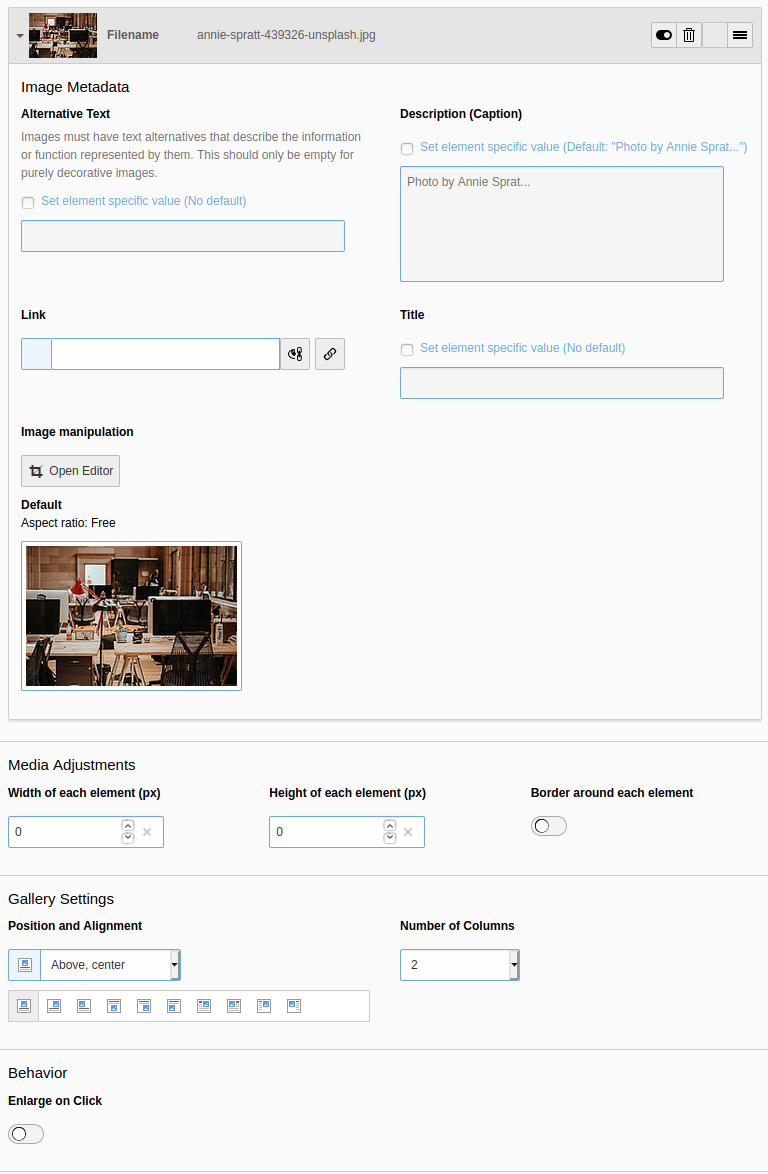 Filename annie-spratt-439326-unsplash.jpg
Image Metadata
Alternative Text
Images must have text alternatives that describe the information
or function represented by them. This should only be empty for
purely decorative images.
Set element specific value (No default)
Description (Caption)
Set element specific value (Default: "Photo by Annie Sprat...")
Photo by Annie Sprat...
Link
Title
Set element specific value (No default)
Image manipulation
Open Editor
Default
Aspect ratio: Free
Media Adjustments
Width of each element (px)
0
Height of each element (px)
0
Border around each element
Gallery Settings
Position and Alignment
Above, center
Number of Columns
2
Behavior
Enlarge on Click